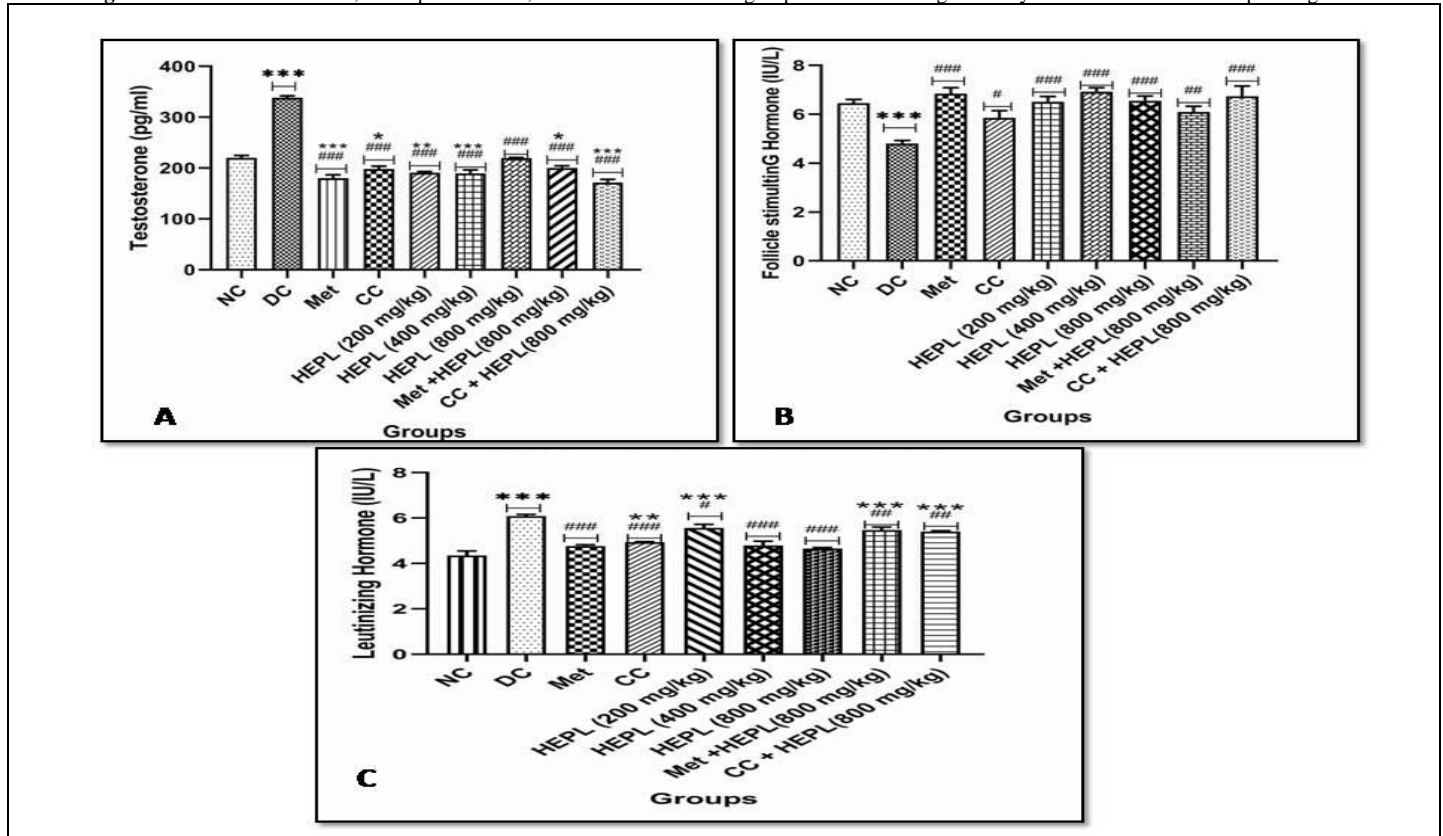 400
300
200
100
0
Testosterone (pg/ml)
***
***
###
*
###
**
###
***
###
###
*
###
***
###
NC
DC
Met
CC
HEPL (200 mg/kg)
HEPL (400 mg/kg)
HEPL (800 mg/kg)
Met +HEPL(800 mg/kg)
CC + HEPL(800 mg/kg)
A
Groups
8
6
4
2
0
Follicle stimultinG Hormone (IU/L)
***
###
#
###
###
###
##
###
NC
DC
Met
CC
HEPL (200 mg/kg)
HEPL (400 mg/kg)
HEPL (800 mg/kg)
Met +HEPL(800 mg/kg)
CC + HEPL(800 mg/kg)
B
Groups
8
6
4
2
0
Leutinizing Hormone (IU/L)
***
###
**
###
***
#
###
###
***
##
***
##
NC
DC
Met
CC
HEPL (200 mg/kg)
HEPL (400 mg/kg)
HEPL (800 mg/kg)
Met +HEPL(800 mg/kg)
CC + HEPL(800 mg/kg)
C
Groups